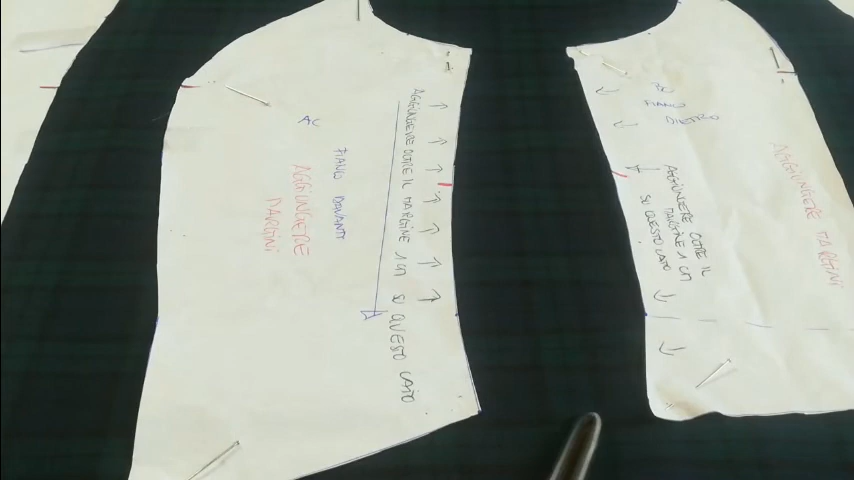 AGGIUNGERE OLTRE IL MARGINE 1 CM SU QUESTO LATO
FIANCO DAVANTI
AGGIUNGERE
MARGINI
FIANCO
DIETRO
AGGIUNGERE OLTRE IL
MARGINE 1 CM
SU QUESTO LATO
AGGIUNGERE MARGINI